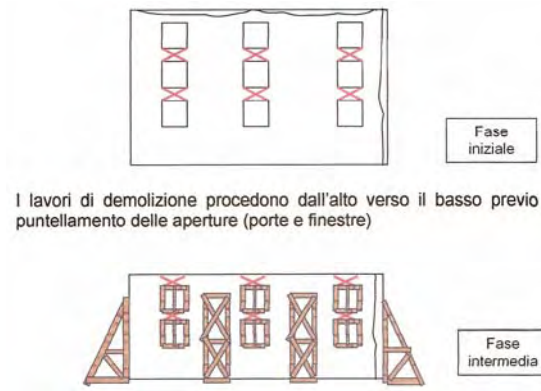 Fase
iniziale
I lavori di demolizione procedono dall'alto verso il basso previo
puntellamento delle aperture (porte e finestre)
Fase
intermedia